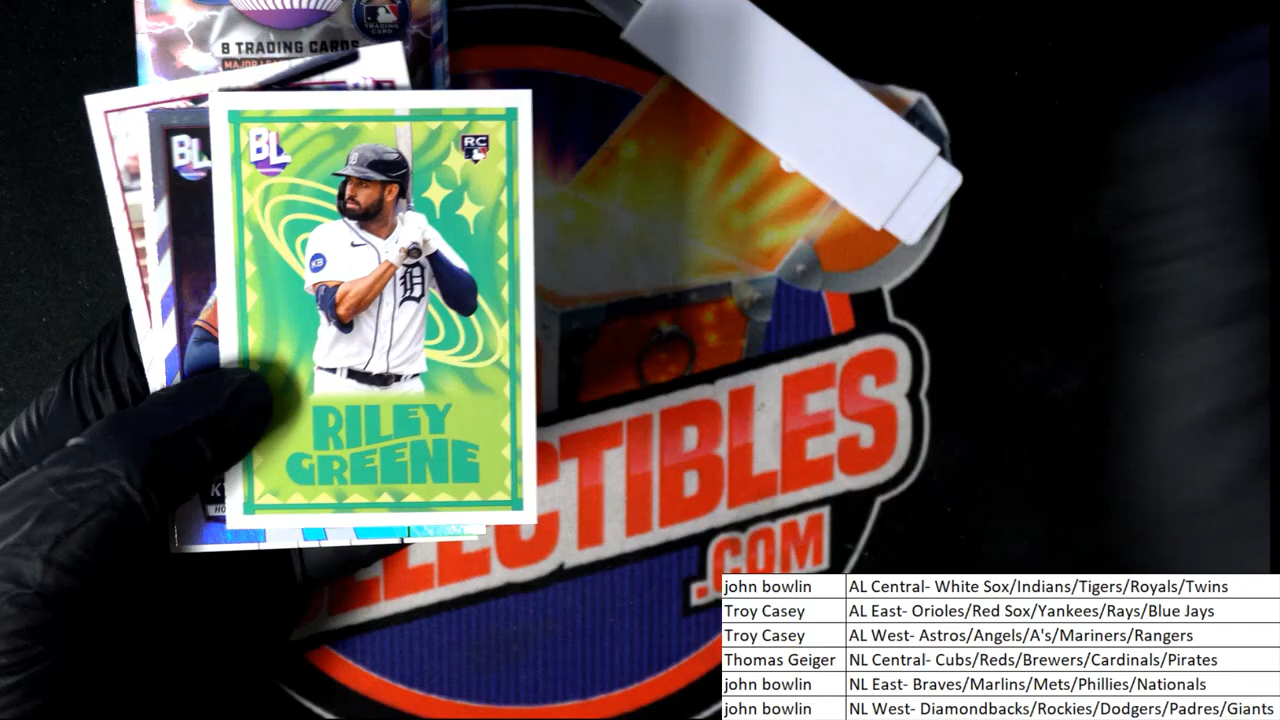 8 TRADING CARDS
BL
BL
RC
KB
D
RILEY
GREENE
ECTIBLES
.COM
john bowlin AL Central- White Sox/Indians/Tigers/Royals/Twins
Troy Casey AL East- Orioles/Red Sox/Yankees/Rays/Blue Jays
Troy Casey AL West- Astros/Angels/A's/Mariners/Rangers
Thomas Geiger NL Central- Cubs/Reds/Brewers/Cardinals/Pirates
john bowlin NL East- Braves/Marlins/Mets/Phillies/Nationals
john bowlin NL West- Diamondbacks/Rockies/Dodgers/Padres/Giants